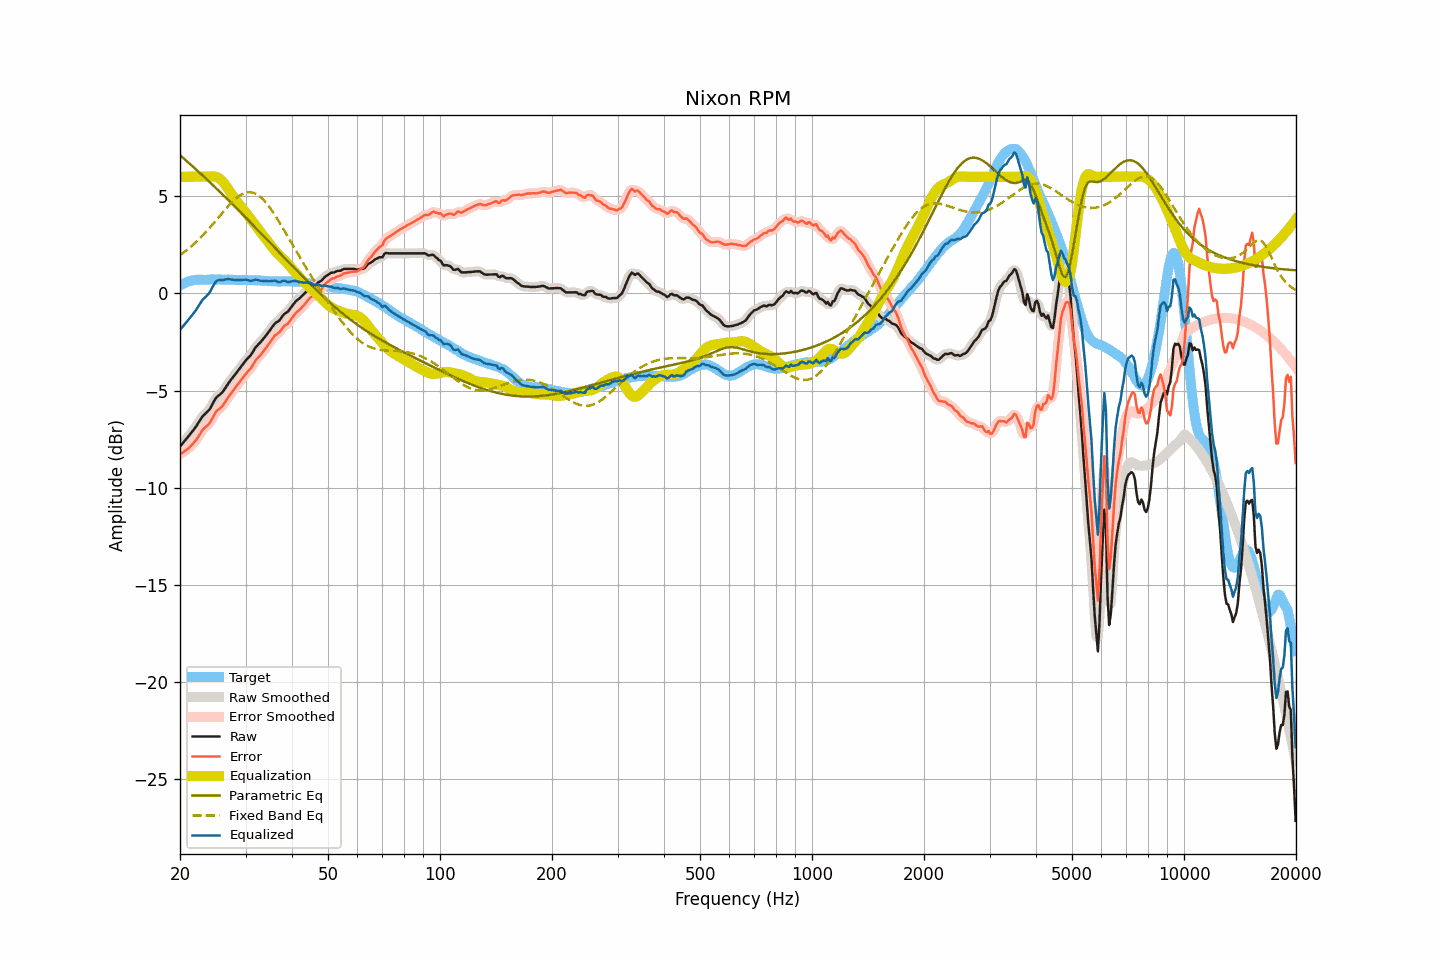 Nixon RPM
Amplitude (dBr)
5
0
−5
−10
−15
−20
−25
Target
Raw Smoothed
Error Smoothed
Raw
Error
Equalization
Parametric Eq
Fixed Band Eq
Equalized
20 50 100 200 500 1000 2000 5000 10000 20000
Frequency (Hz)